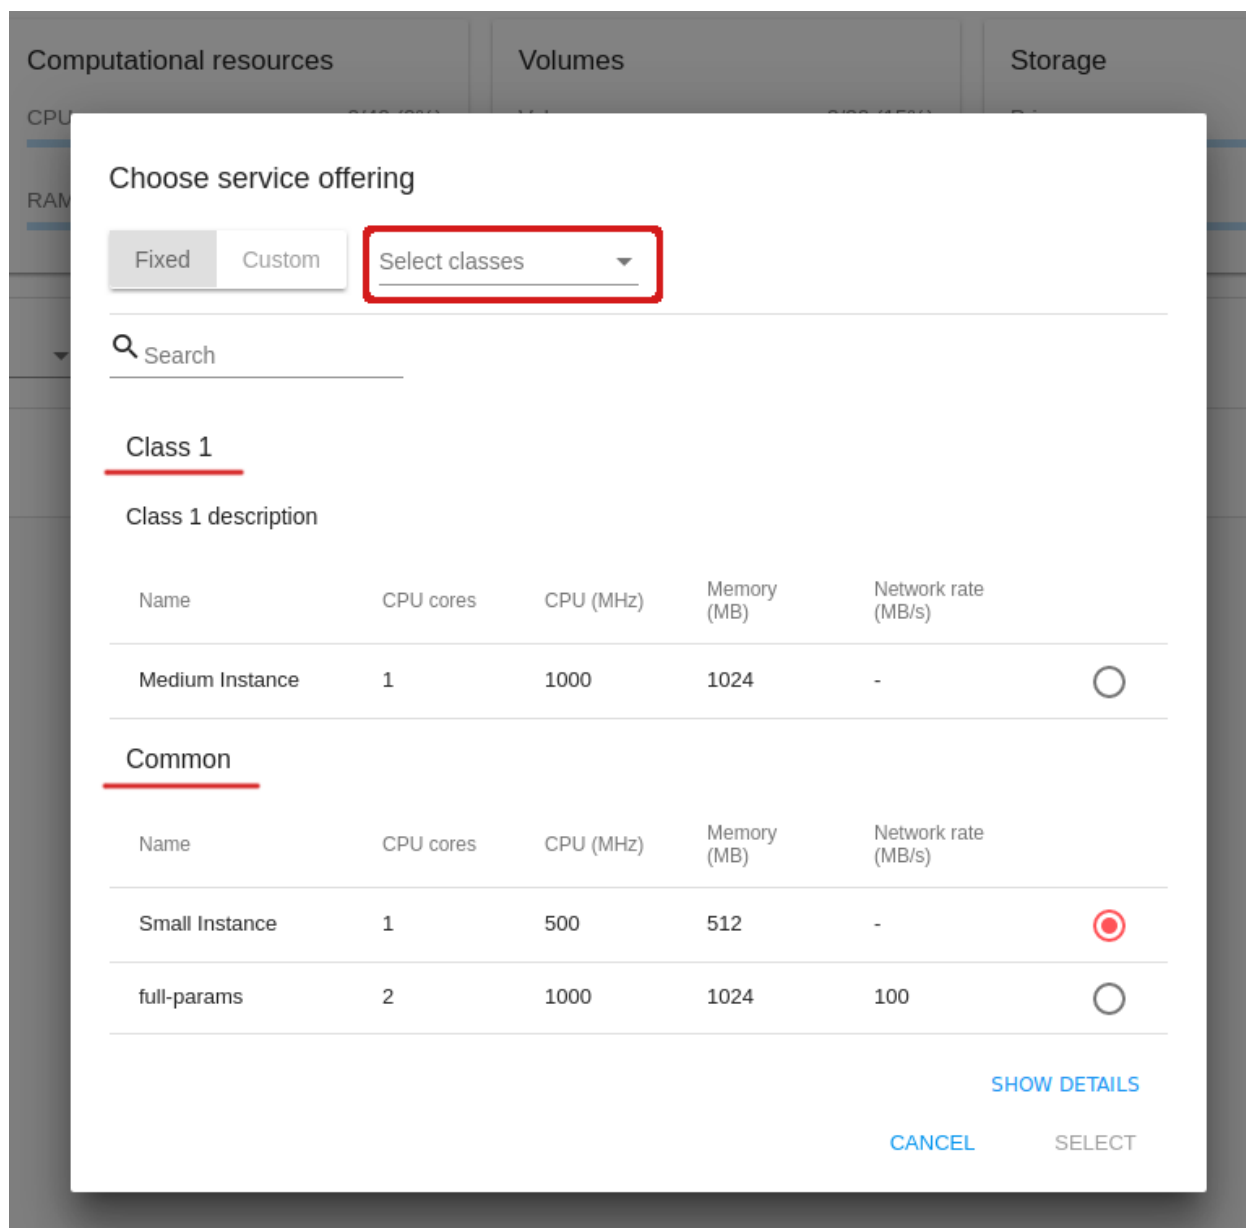 Computational resources
Volumes
Storage
CPU
RAM
Choose service offering
Fixed
Custom
Select classes
Search
Class 1
Class 1 description
Name CPU cores CPU (MHz) Memory (MB) Network rate (MB/s)
Medium Instance 1 1000 1024 -
Common
Name CPU cores CPU (MHz) Memory (MB) Network rate (MB/s)
Small Instance 1 500 512 -
full-params 2 1000 1024 100
SHOW DETAILS
CANCEL
SELECT